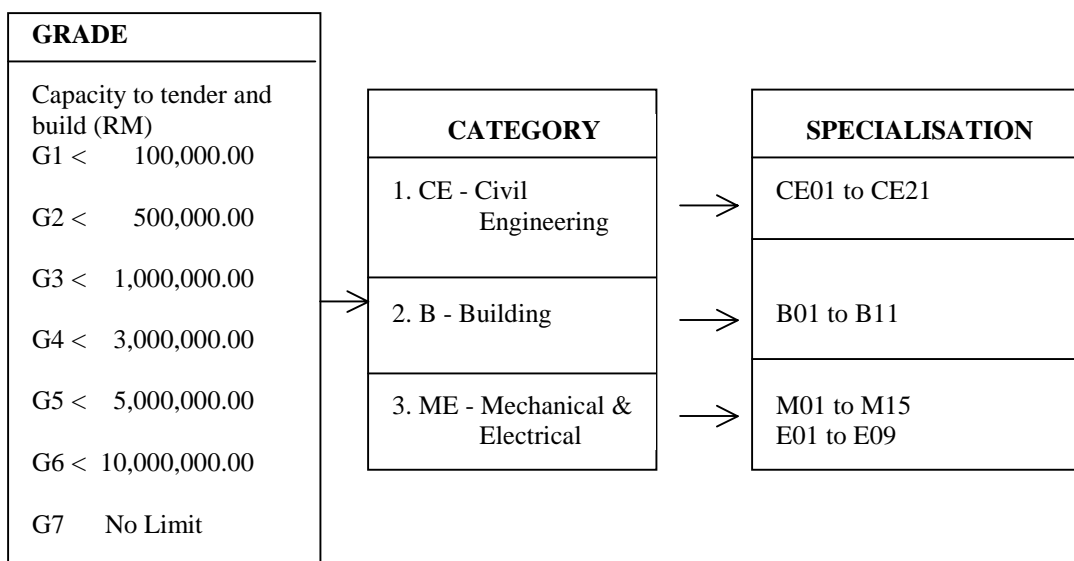 GRADE
Capacity to tender and
build (RM)
G1 < 100,000.00
G2 < 500,000.00
G3 < 1,000,000.00
G4 < 3,000,000.00
G5 < 5,000,000.00
G6 < 10,000,000.00
G7 No Limit
CATEGORY
1. CE - Civil
Engineering
2. B - Building
3. ME - Mechanical &
Electrical
SPECIALISATION
CE01 to CE21
B01 to B11
M01 to M15
E01 to E09